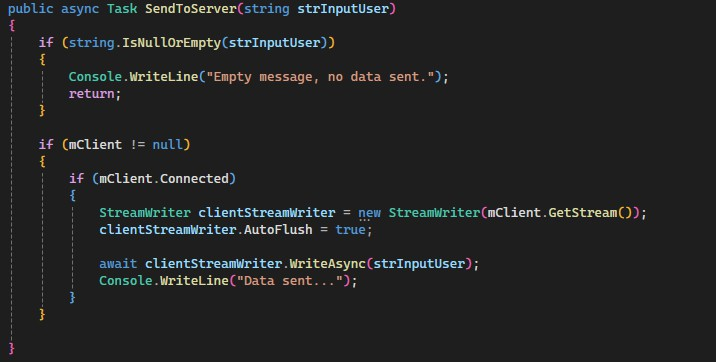 public async Task SendToServer(string strInputUser)
{
if (string.IsNullOrEmpty(strInputUser))
{
Console.WriteLine("Empty message, no data sent.");
return;
}
if (mClient != null)
{
if (mClient.Connected)
{
StreamWriter clientStreamWriter = new StreamWriter(mClient.GetStream());
clientStreamWriter.AutoFlush = true;
await clientStreamWriter.WriteAsync(strInputUser);
Console.WriteLine("Data sent...");
}
}
}